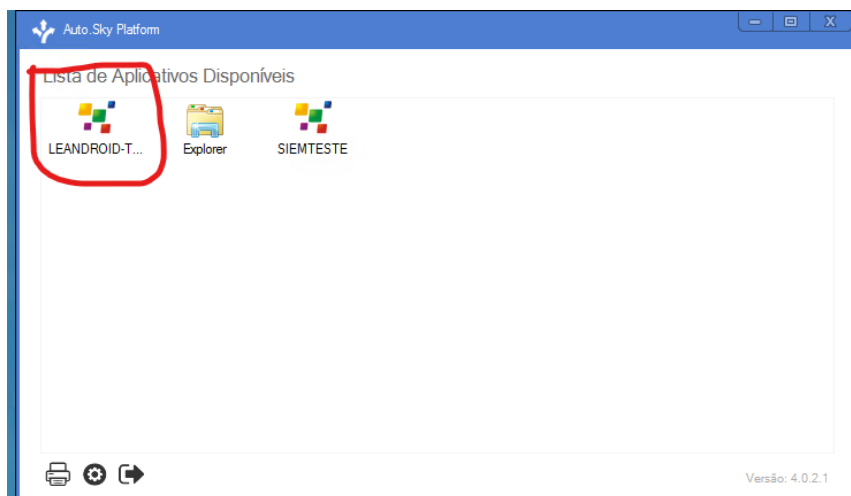 Auto.Sky Platform
Lista de Aplicativos Disponíveis
LEANDROID-T... Explorer SIEMTESTE
Versão: 4.0.2.1